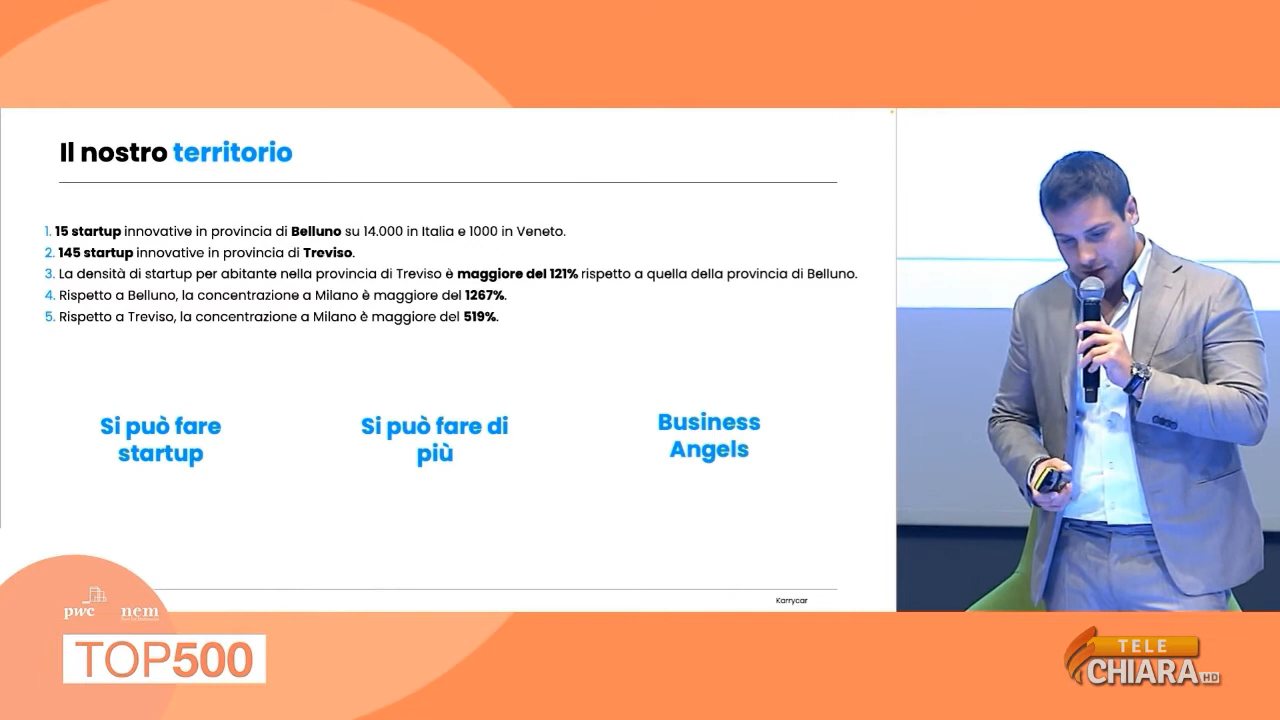 Il nostro territorio
1. 15 startup innovative in provincia di Belluno su 14.000 in Italia e 1000 in Veneto.
2. 145 startup innovative in provincia di Treviso.
3. La densità di startup per abitante nella provincia di Treviso è maggiore del 121% rispetto a quella della provincia di Belluno.
4. Rispetto a Belluno, la concentrazione a Milano è maggiore del 1267%.
5. Rispetto a Treviso, la concentrazione a Milano è maggiore del 519%.
Si può fare
startup
Si può fare di
più
Business
Angels
Karrycar
pwc nem
TOP500
TELE
CHIARA HD